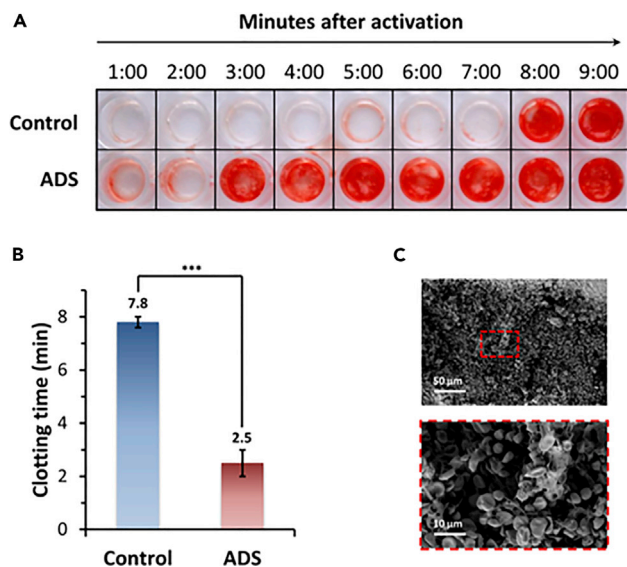 A
Minutes after activation
1:00 2:00 3:00 4:00 5:00 6:00 7:00 8:00 9:00
Control
ADS
B
***
7.8
2.5
8
6
4
2
0
Clotting time (min)
Control ADS
C
50 μm
10 μm